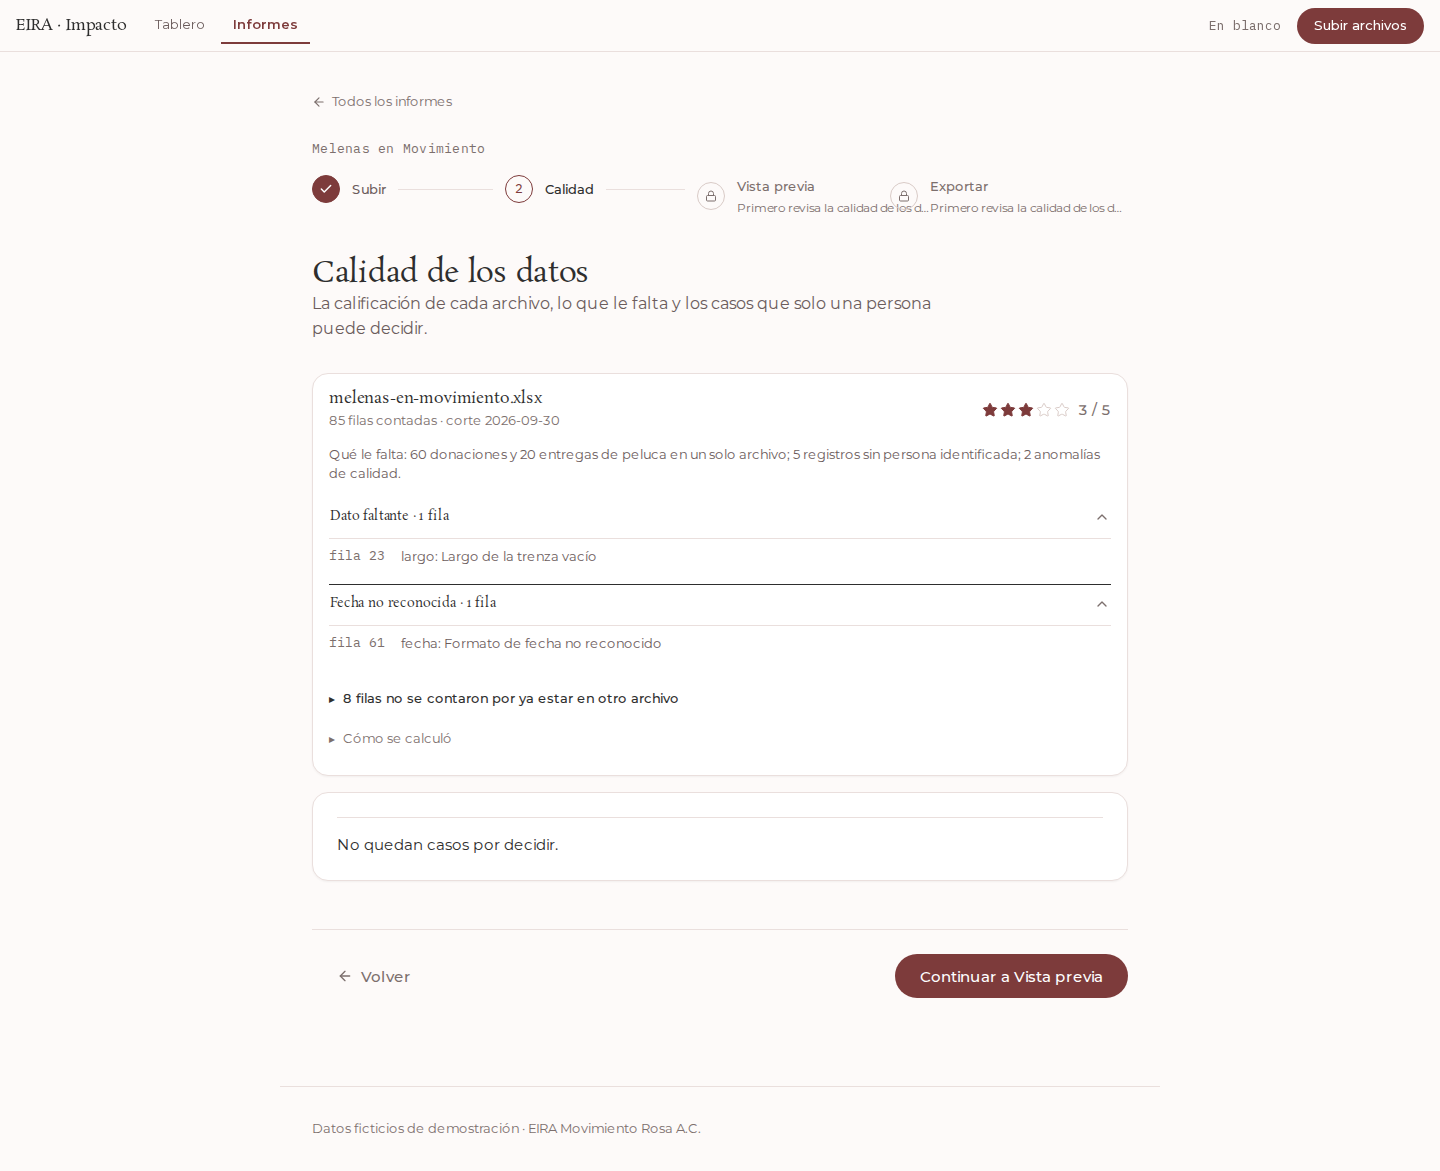 EIRA · Impacto
Tablero
Informes
En blanco
Subir archivos
Todos los informes
Melenas en Movimiento
Subir
2
Calidad
Vista previa
Primero revisa la calidad de los d…
Exportar
Primero revisa la calidad de los d…
Calidad de los datos
La calificación de cada archivo, lo que le falta y los casos que solo una persona
puede decidir.
melenas-en-movimiento.xlsx
85 filas contadas · corte 2026-09-30
3 / 5
Qué le falta: 60 donaciones y 20 entregas de peluca en un solo archivo; 5 registros sin persona identificada; 2 anomalías
de calidad.
Dato faltante · 1 fila
fila 23 largo: Largo de la trenza vacío
Fecha no reconocida · 1 fila
fila 61 fecha: Formato de fecha no reconocido
8 filas no se contaron por ya estar en otro archivo
Cómo se calculó
No quedan casos por decidir.
Volver
Continuar a Vista previa
Datos ficticios de demostración · EIRA Movimiento Rosa A.C.